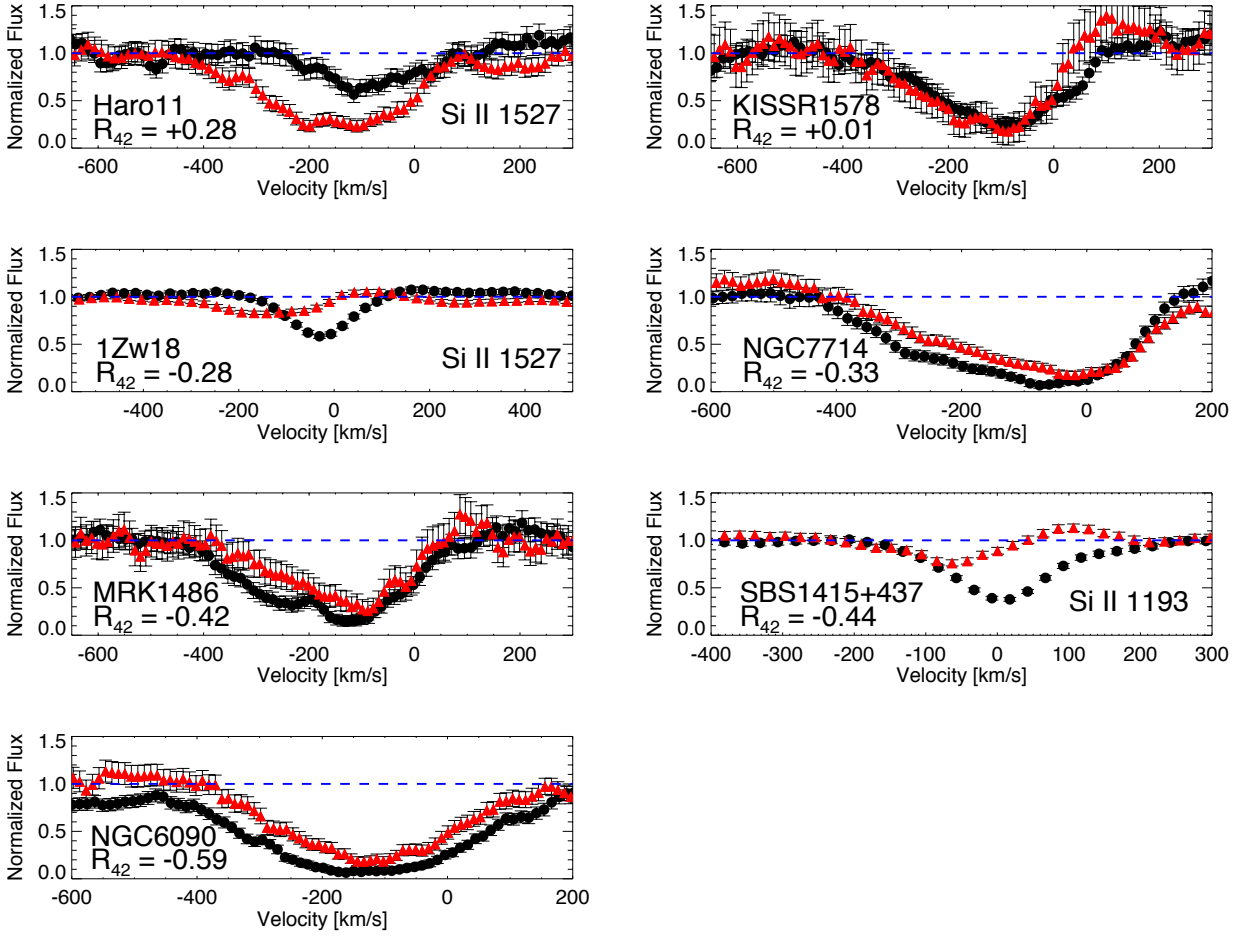 Normalized Flux
1.5
1.0
0.5
0.0
Haro11
R42 = +0.28
Si II 1527
-600 -400 -200 0 200
Velocity [km/s]
Normalized Flux
1.5
1.0
0.5
0.0
KISSR1578
R42 = +0.01
-600 -400 -200 0 200
Velocity [km/s]
Normalized Flux
1.5
1.0
0.5
0.0
1Zw18
R42 = -0.28
Si II 1527
-400 -200 0 200 400
Velocity [km/s]
Normalized Flux
1.5
1.0
0.5
0.0
NGC7714
R42 = -0.33
-600 -400 -200 0 200
Velocity [km/s]
Normalized Flux
1.5
1.0
0.5
0.0
MRK1486
R42 = -0.42
-600 -400 -200 0 200
Velocity [km/s]
Normalized Flux
1.5
1.0
0.5
0.0
SBS1415+437
R42 = -0.44
Si II 1193
-400 -300 -200 -100 0 100 200 300
Velocity [km/s]
Normalized Flux
1.5
1.0
0.5
0.0
NGC6090
R42 = -0.59
-600 -400 -200 0 200
Velocity [km/s]